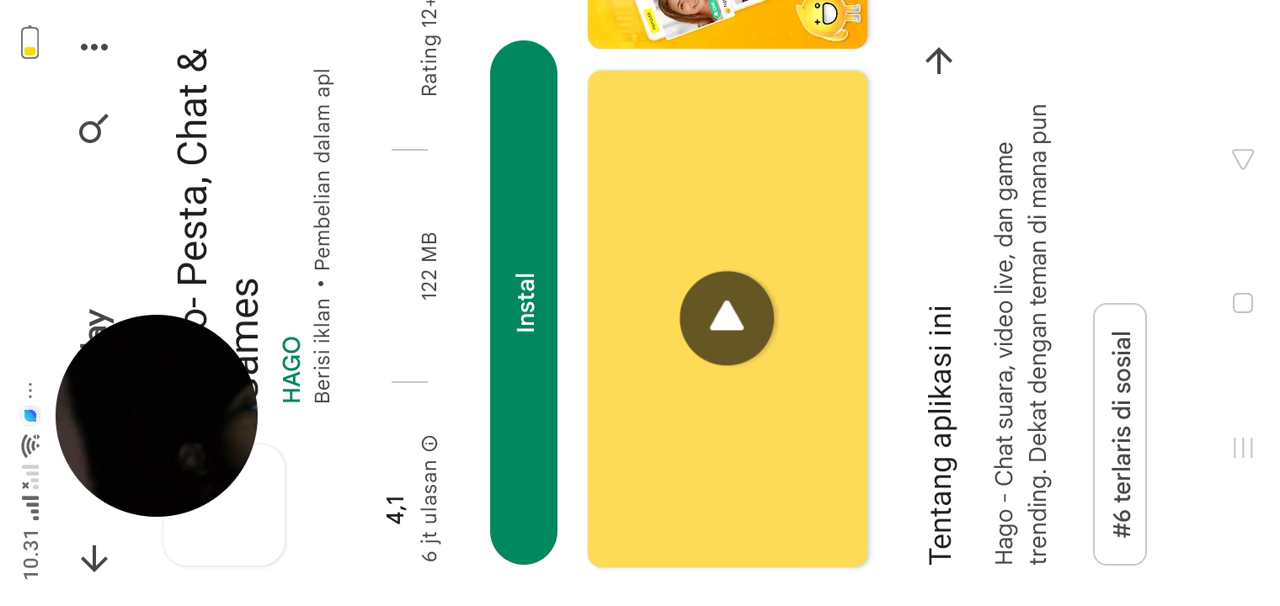 10.31
Pesta, Chat &
HAGO
Berisi iklan • Pembelian dalam apl
4,1
6 jt ulasan
122 MB
Rating 12+
Instal
Tentang aplikasi ini
Hago - Chat suara, video live, dan game
trending. Dekat dengan teman di mana pun
#6 terlaris di sosial